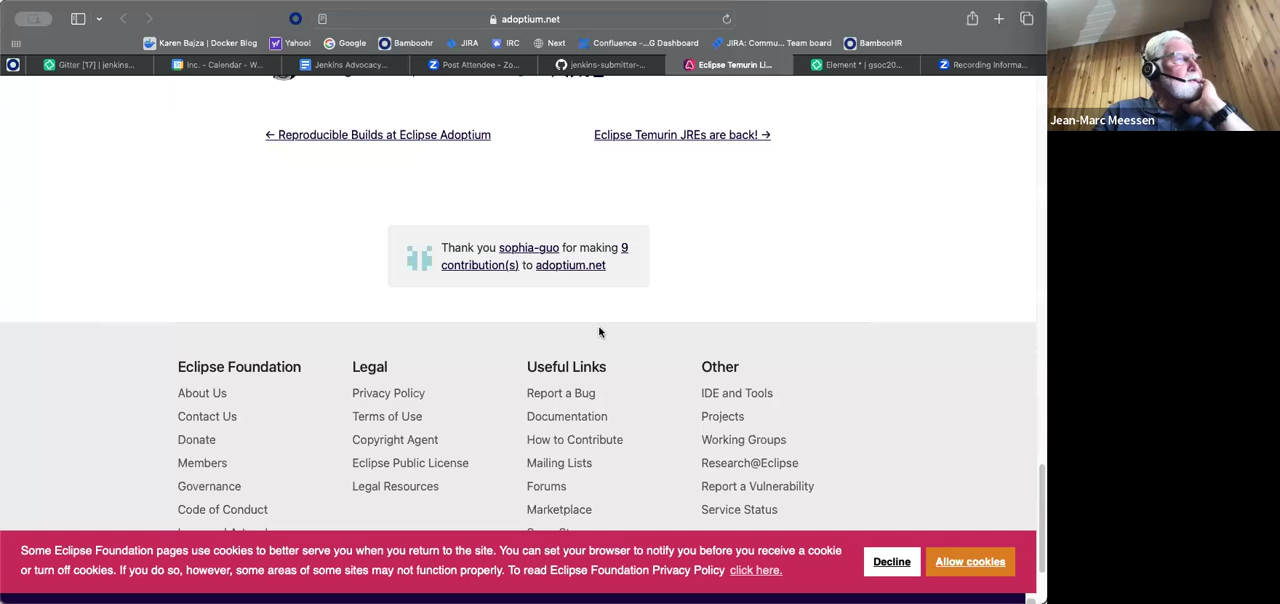 adoptium.net
Karen Bajza | Docker Blog
Yahoo!
Google
Bamboohr
JIRA
IRC
Next
Confluence -...G Dashboard
JIRA: Commu... Team board
BambooHR
Gitter [17] | jenkins...
Inc. - Calendar - W...
Jenkins Advocacy...
Post Attendee - Zo...
jenkins-submitter-...
Eclipse Temurin Li...
Element * | gsoc20...
Recording Informa...
Jean-Marc Meessen
← Reproducible Builds at Eclipse Adoptium
Eclipse Temurin JREs are back! →
Thank you sophia-guo for making 9
contribution(s) to adoptium.net
Eclipse Foundation
About Us
Contact Us
Donate
Members
Governance
Code of Conduct
Legal
Privacy Policy
Terms of Use
Copyright Agent
Eclipse Public License
Legal Resources
Useful Links
Report a Bug
Documentation
How to Contribute
Mailing Lists
Forums
Marketplace
Other
IDE and Tools
Projects
Working Groups
Research@Eclipse
Report a Vulnerability
Service Status
Some Eclipse Foundation pages use cookies to better serve you when you return to the site. You can set your browser to notify you before you receive a cookie
or turn off cookies. If you do so, however, some areas of some sites may not function properly. To read Eclipse Foundation Privacy Policy click here.
Decline
Allow cookies